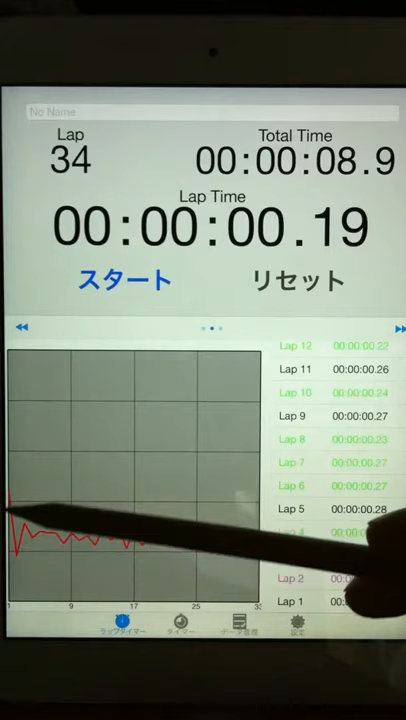 No Name
Lap
Total Time
34
00:00:08.9
Lap Time
00:00:00.19
スタート
リセット
Lap 12 00:00:00.22
Lap 11 00:00:00.26
Lap 10 00:00:00.24
Lap 9 00:00:00.27
Lap 8 00:00:00.23
Lap 7 00:00:00.27
Lap 6 00:00:00.27
Lap 5 00:00:00.28
Lap 2
Lap 1
1 9 17 25
ラップタイマー タイマー データ管理 設定